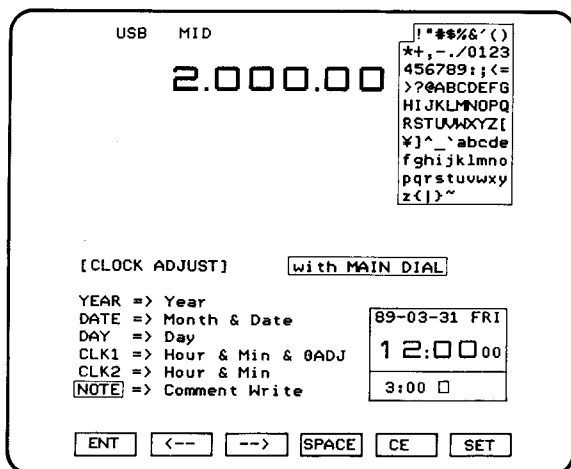 USB MID
2.000.00
!"#$%&'()
*+,-./0123
456789:;<=
>?@ABCDEFG
HIJKLMNOPQ
RSTUVWXYZ[
¥]^_`abcde
fghijklmno
pqrstuvwxy
z{|}~
[CLOCK ADJUST] with MAIN DIAL
YEAR => Year
DATE => Month & Date
DAY => Day
CLK1 => Hour & Min & 0ADJ
CLK2 => Hour & Min
NOTE => Comment Write
89-03-31 FRI
12:00 00
3:00
ENT <-- --> SPACE CE SET